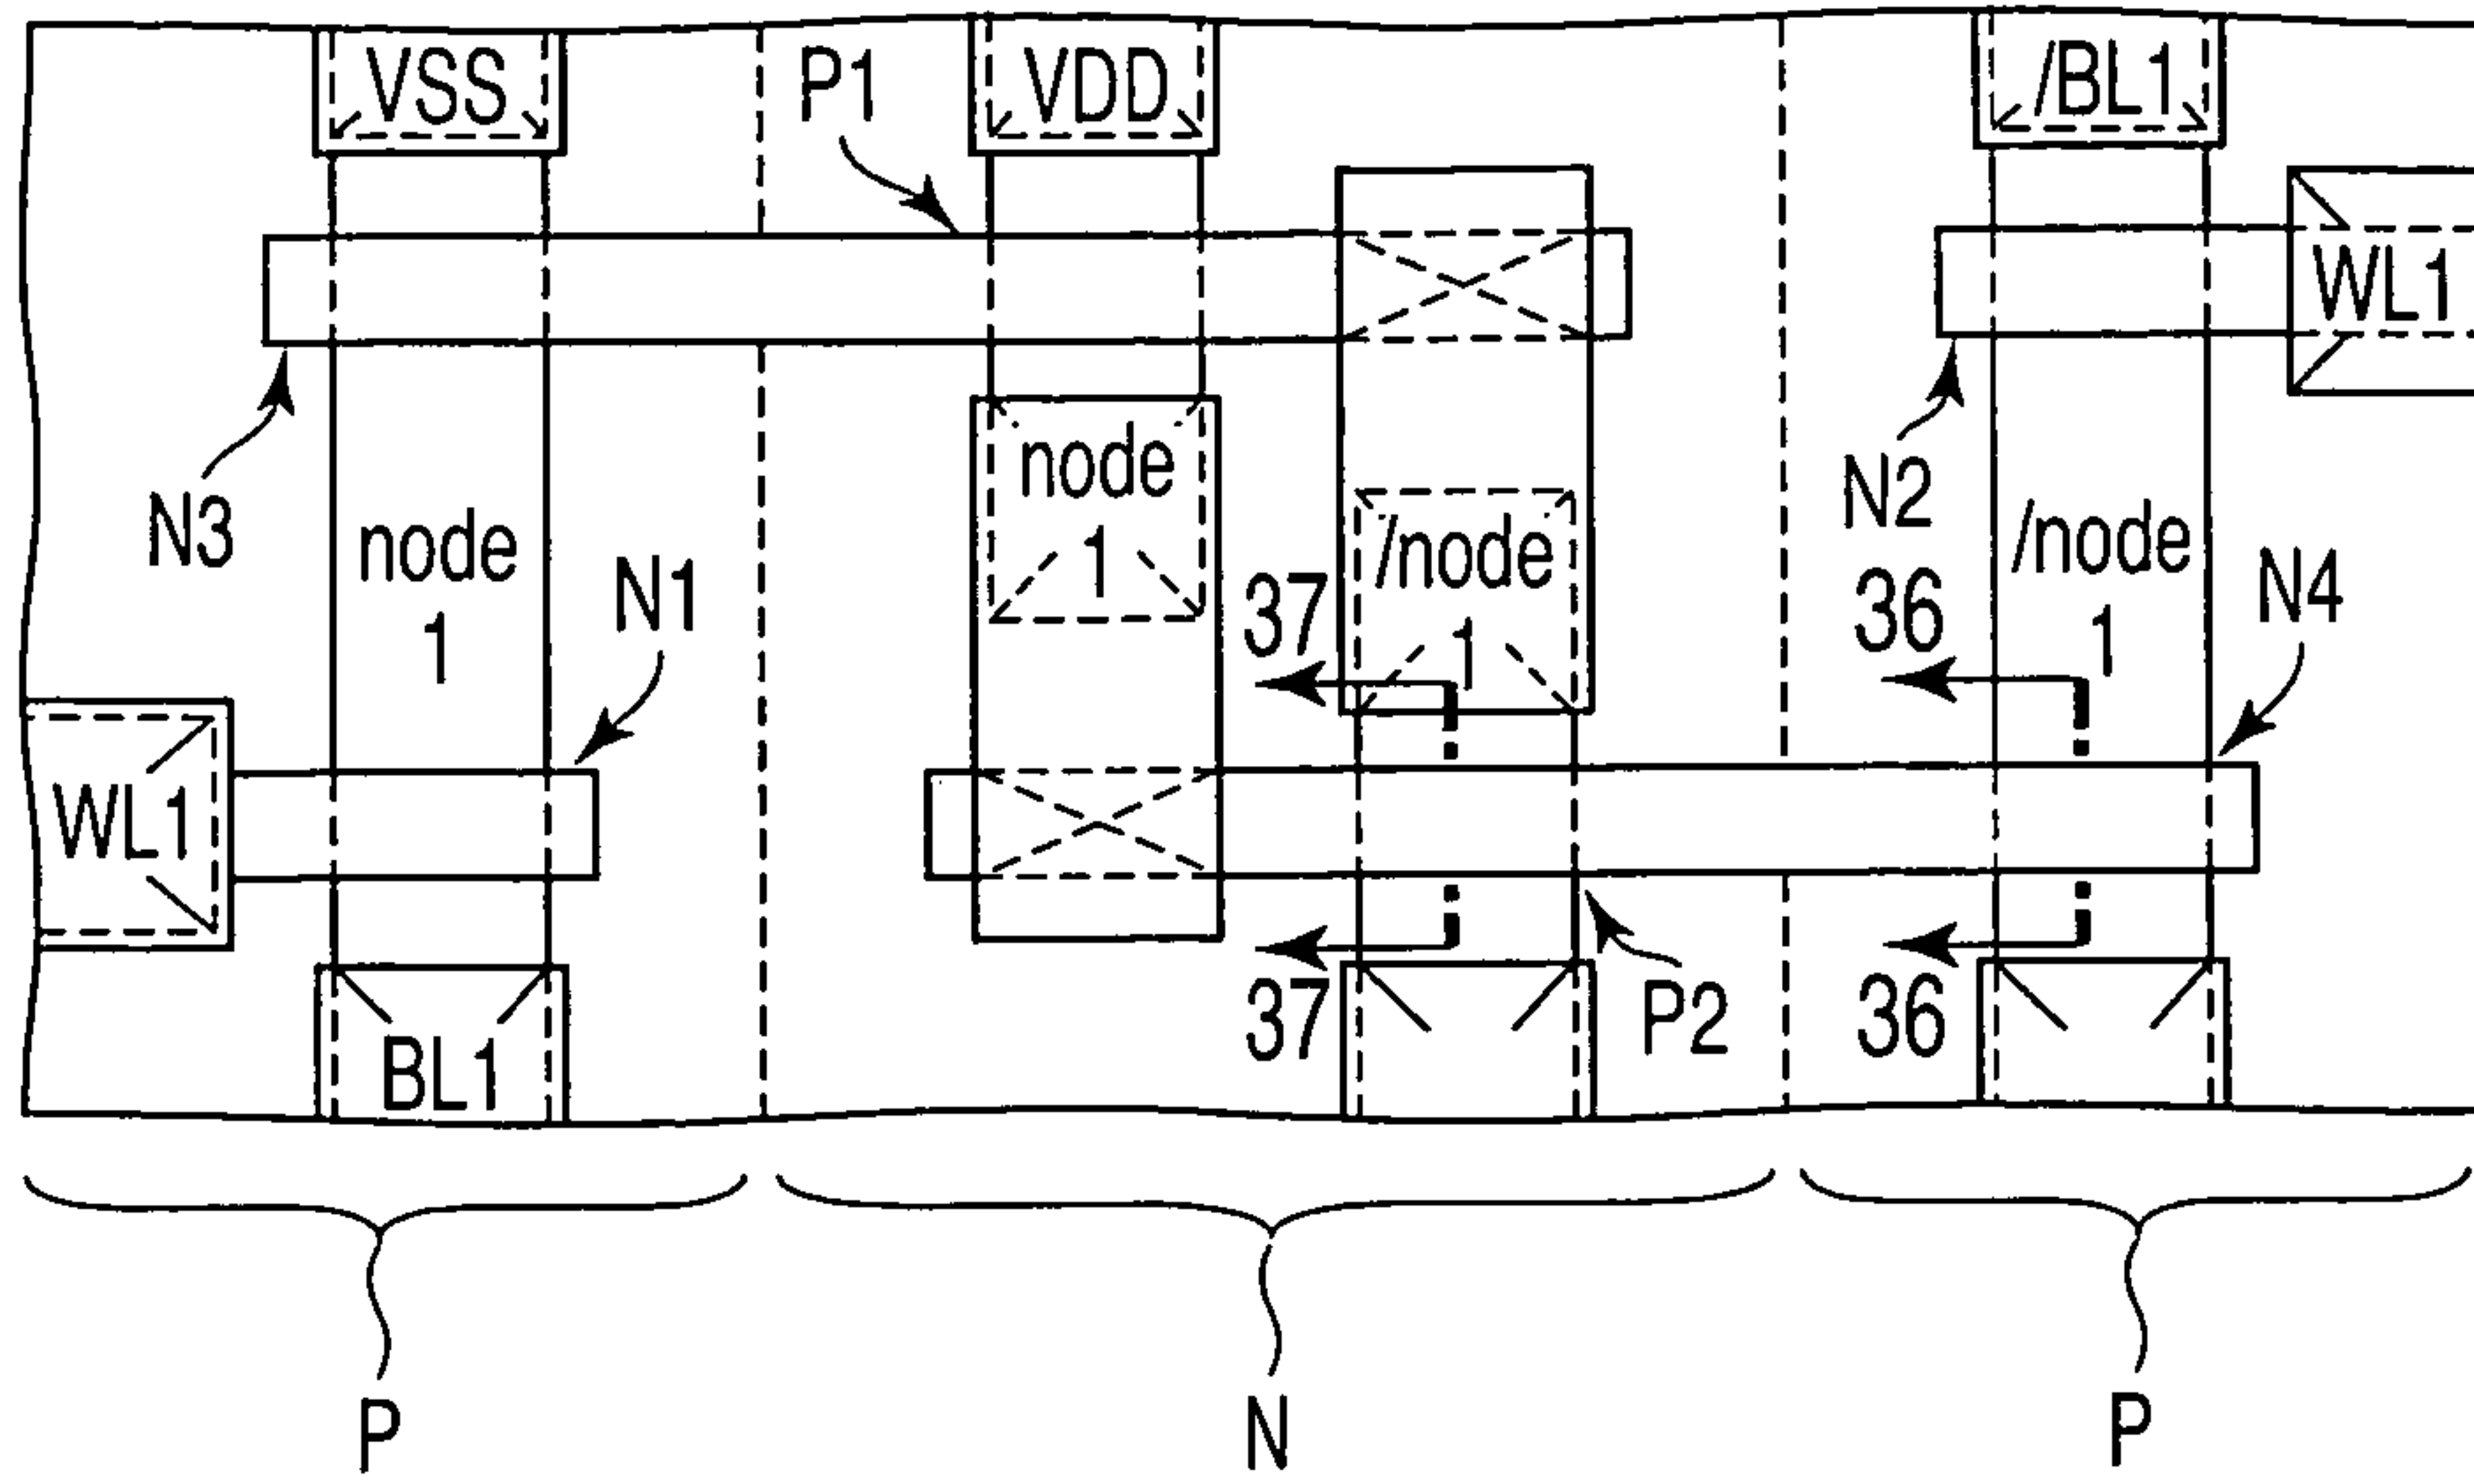 VSS
P1
VDD
/BL1
WL1
N3
node
1
N1
node
1
37
/node
1
N2
36
/node
1
N4
WL1
BL1
37
P2
36
P
N
P